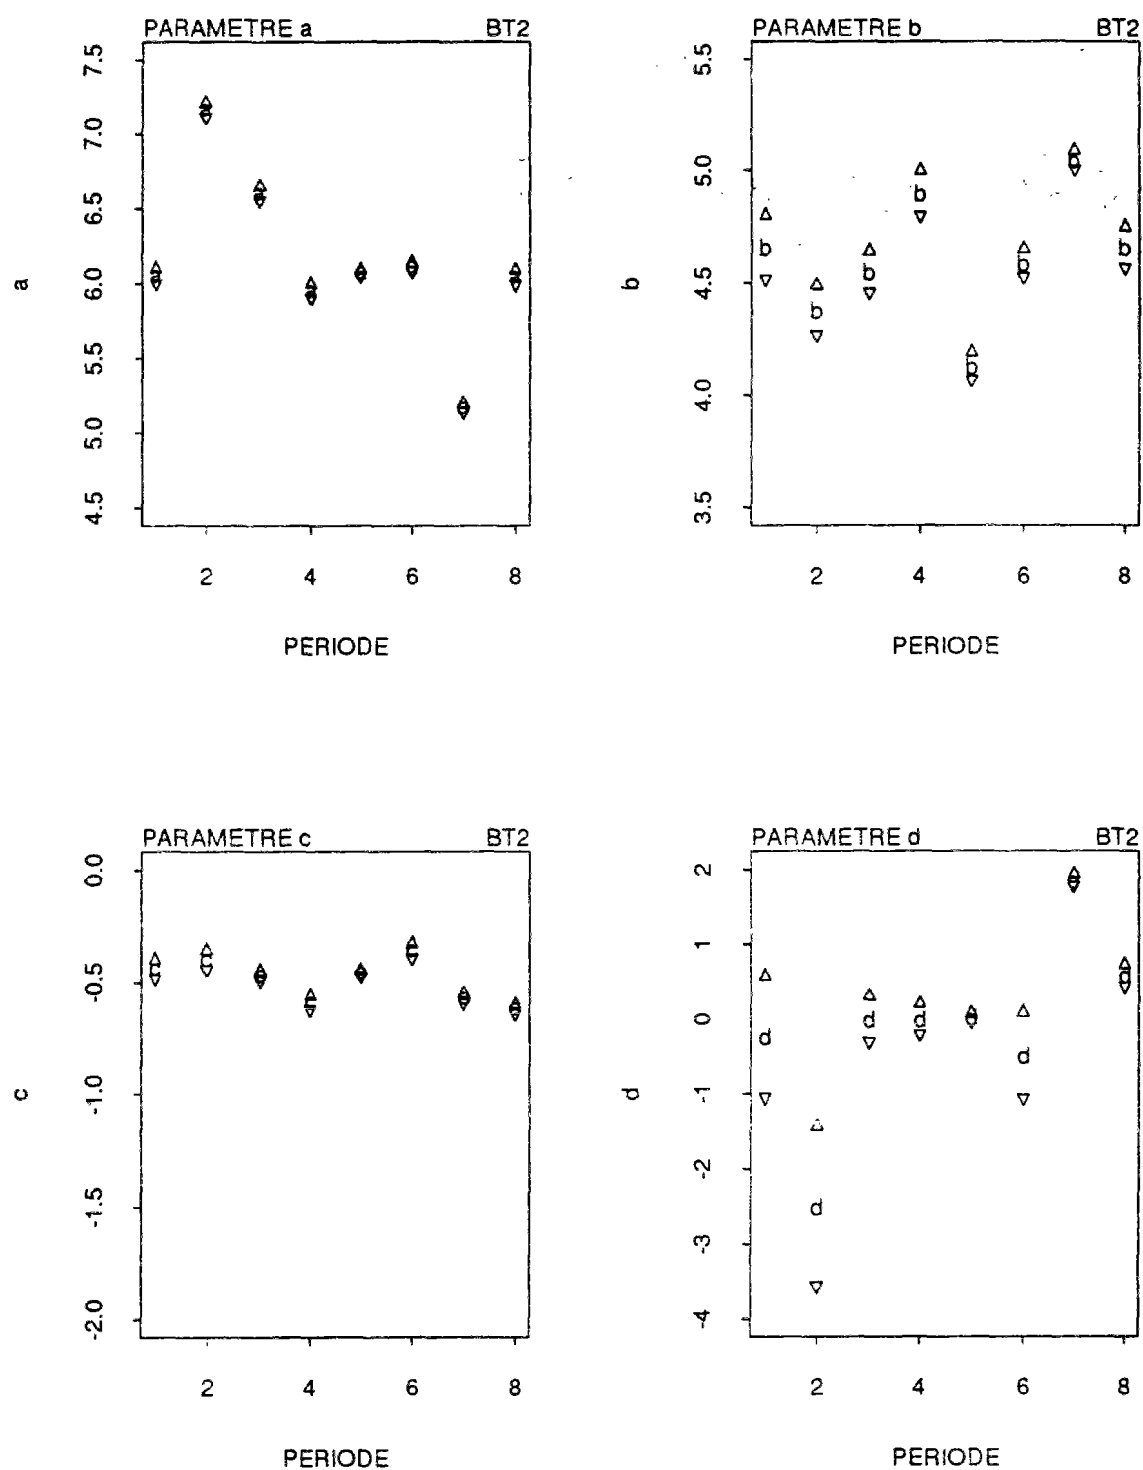 PARAMETRE a BT2
7.5
7.0
6.5
6.0
5.5
5.0
4.5
a
2 4 6 8
PERIODE
PARAMETRE b BT2
5.5
5.0
4.5
4.0
3.5
b
b b b b b b b b
2 4 6 8
PERIODE
PARAMETRE c BT2
0.0
-0.5
-1.0
-1.5
-2.0
c
2 4 6 8
PERIODE
PARAMETRE d BT2
2
1
0
-1
-2
-3
-4
d
d d d d d
2 4 6 8
PERIODE